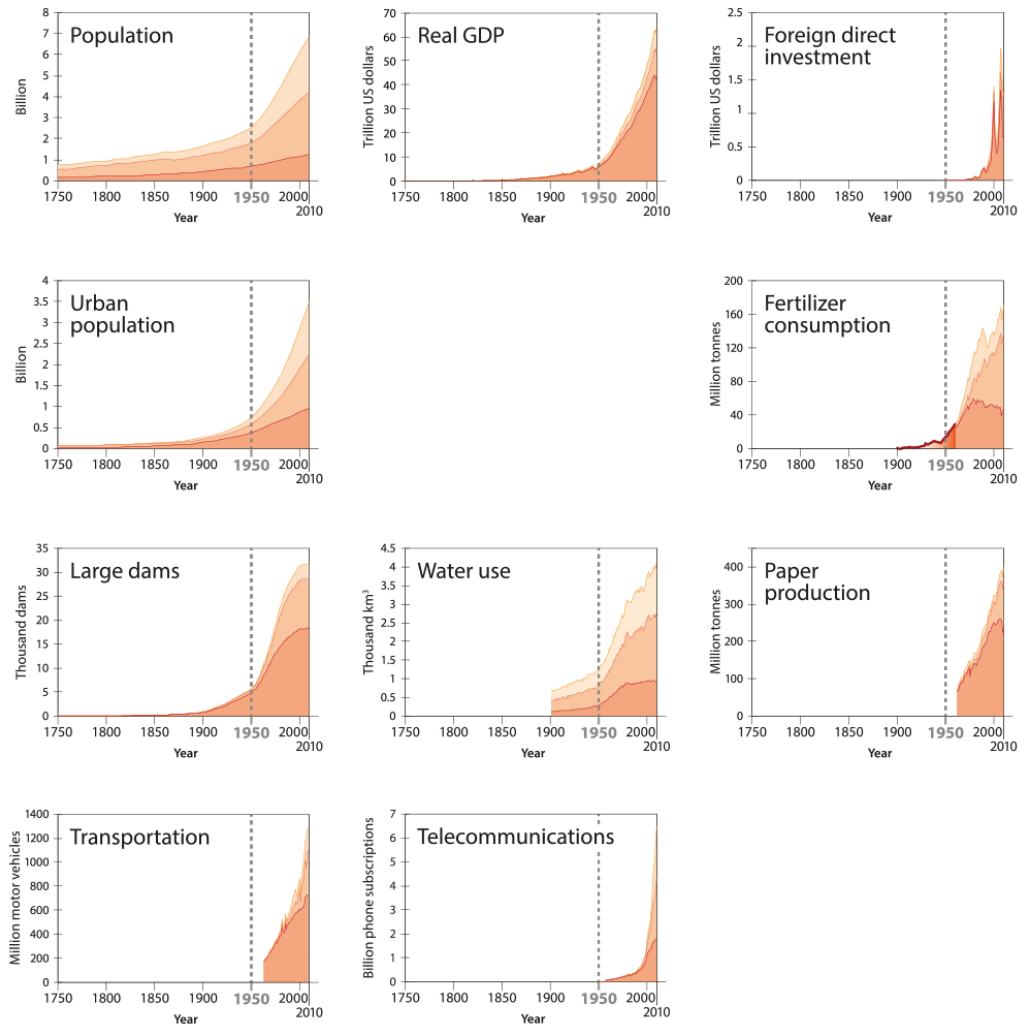 Population
Billion
8
7
6
5
4
3
2
1
0
1750 1800 1850 1900 1950 2000
2010
Year
Real GDP
Trillion US dollars
70
60
50
40
30
20
10
0
1750 1800 1850 1900 1950 2000
2010
Year
Foreign direct
investment
Trillion US dollars
2.5
2
1.5
1
0.5
0
1750 1800 1850 1900 1950 2000
2010
Year
Urban
population
Billion
4
3.5
3
2.5
2
1.5
1
0.5
0
1750 1800 1850 1900 1950 2000
2010
Year
Fertilizer
consumption
Million tonnes
200
160
120
80
40
0
1750 1800 1850 1900 1950 2000
2010
Year
Large dams
Thousand dams
35
30
25
20
15
10
5
0
1750 1800 1850 1900 1950 2000
2010
Year
Water use
Thousand km³
4.5
4
3.5
3
2.5
2
1.5
1
0.5
0
1750 1800 1850 1900 1950 2000
2010
Year
Paper
production
Million tonnes
400
300
200
100
0
1750 1800 1850 1900 1950 2000
2010
Year
Transportation
Million motor vehicles
1400
1200
1000
800
600
400
200
0
1750 1800 1850 1900 1950 2000
2010
Year
Telecommunications
Billion phone subscriptions
7
6
5
4
3
2
1
0
1750 1800 1850 1900 1950 2000
2010
Year